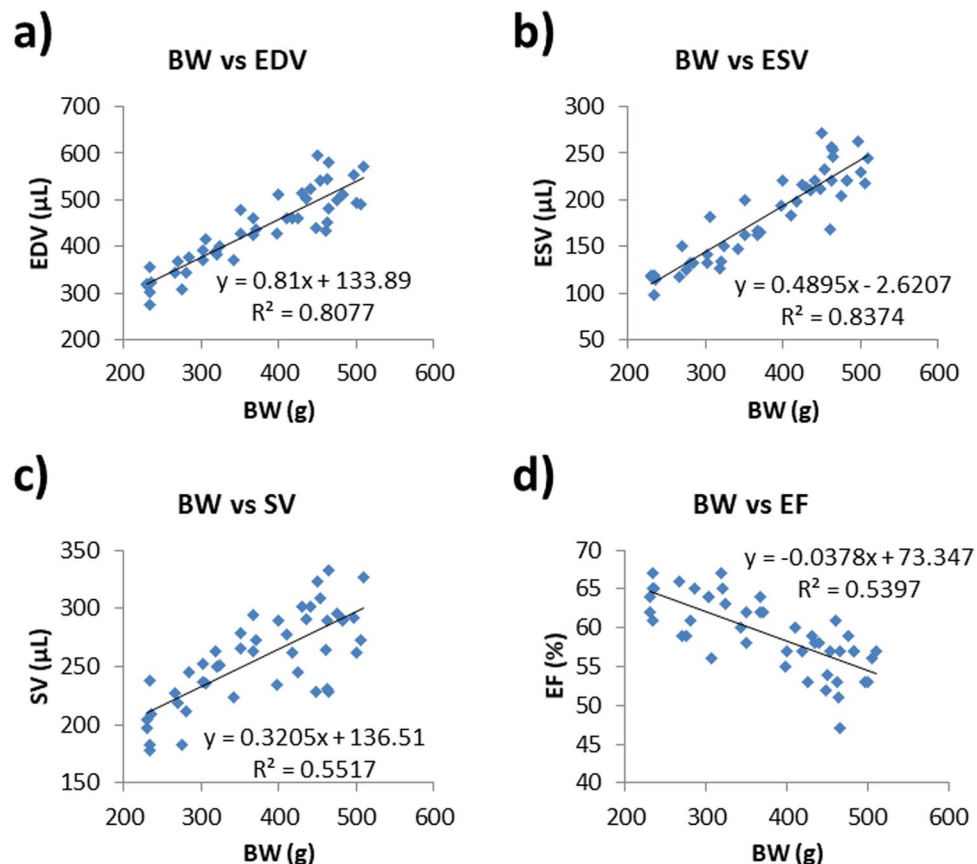 a)
BW vs EDV
700
600
500
400
300
200
EDV (µL)
y = 0.81x + 133.89
R² = 0.8077
200 300 400 500 600
BW (g)
b)
BW vs ESV
300
250
200
150
100
50
ESV (µL)
y = 0.4895x - 2.6207
R² = 0.8374
200 300 400 500 600
BW (g)
c)
BW vs SV
350
300
250
200
150
SV (µL)
y = 0.3205x + 136.51
R² = 0.5517
200 300 400 500 600
BW (g)
d)
BW vs EF
70
65
60
55
50
45
40
EF (%)
y = -0.0378x + 73.347
R² = 0.5397
200 300 400 500 600
BW (g)